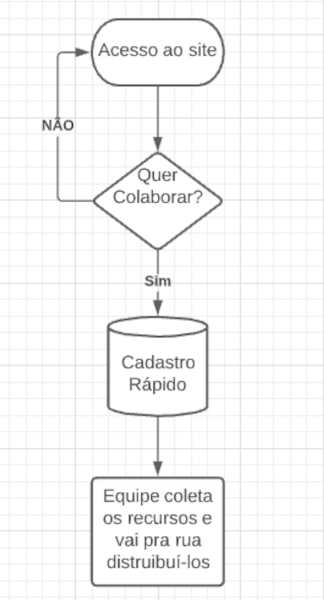 Acesso ao site
NÃO
Quer
Colaborar?
Sim
Cadastro
Rápido
Equipe coleta
os recursos e
vai pra rua
distruibuí-los